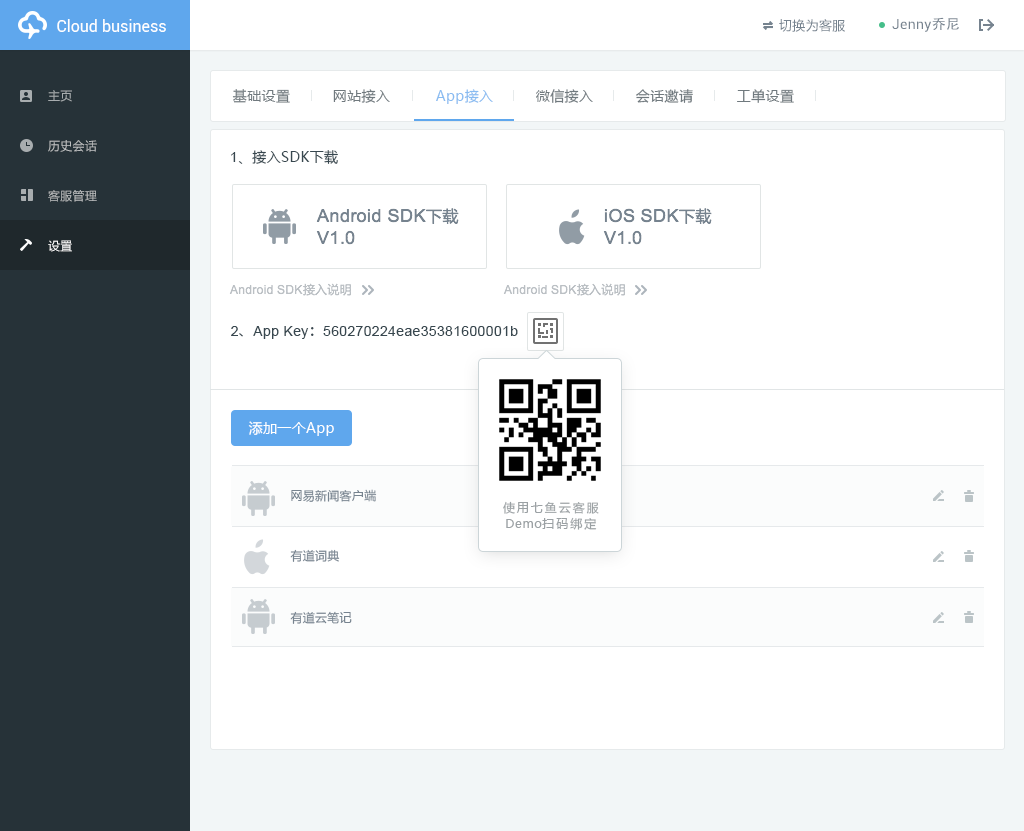 Cloud business
切换为客服
Jenny乔尼
主页
历史会话
客服管理
设置
基础设置
网站接入
App接入
微信接入
会话邀请
工单设置
1、接入SDK下载
Android SDK下载
V1.0
iOS SDK下载
V1.0
Android SDK接入说明
Android SDK接入说明
2、App Key：560270224eae35381600001b
使用七鱼云客服
Demo扫码绑定
添加一个App
网易新闻客户端
有道词典
有道云笔记